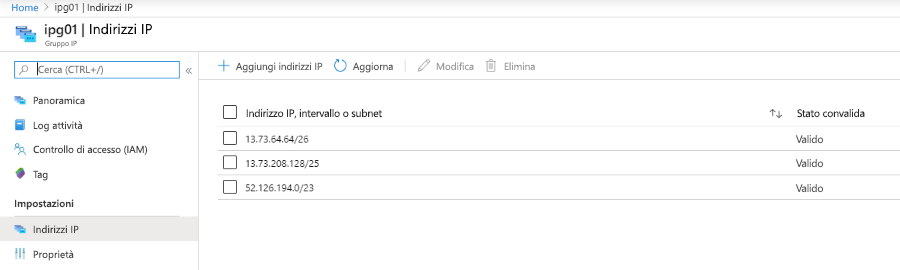 Home > ipg01 | Indirizzi IP
ipg01 | Indirizzi IP
Gruppo IP
Cerca (CTRL+/)
«
Panoramica
Log attività
Controllo di accesso (IAM)
Tag
Impostazioni
Indirizzi IP
Proprietà
+ Aggiungi indirizzi IP Aggiorna Modifica Elimina
Indirizzo IP, intervallo o subnet ↑↓ Stato convalida
13.73.64.64/26 Valido
13.73.208.128/25 Valido
52.126.194.0/23 Valido